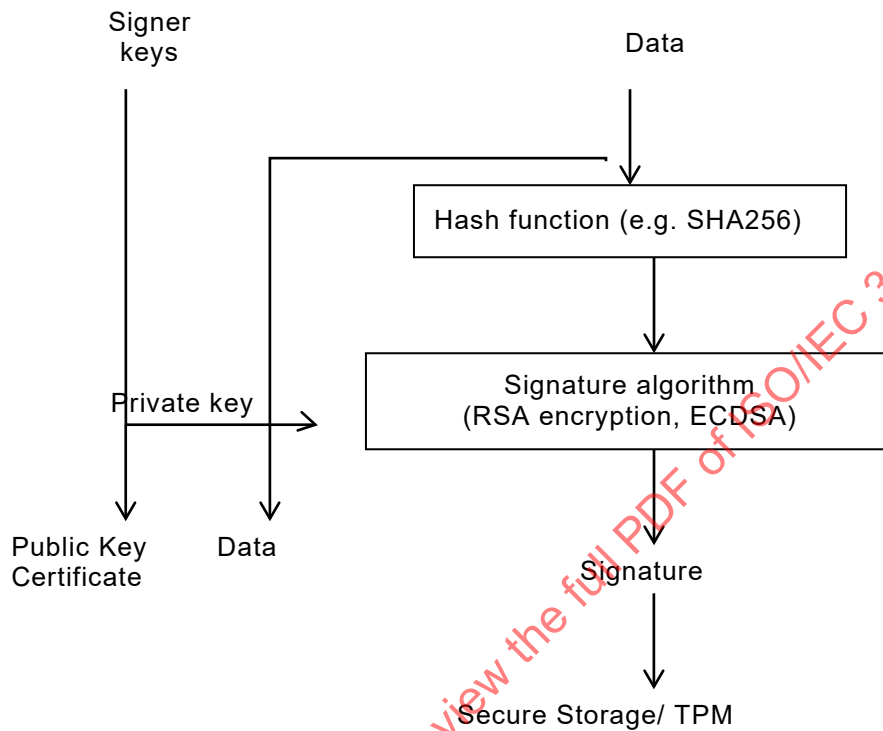 Signer
keys
Data
Hash function (e.g. SHA256)
Signature algorithm
(RSA encryption, ECDSA)
Private key
Public Key
Certificate
Data
Signature
Secure Storage/ TPM
view the full PDF of ISO/IEC 3